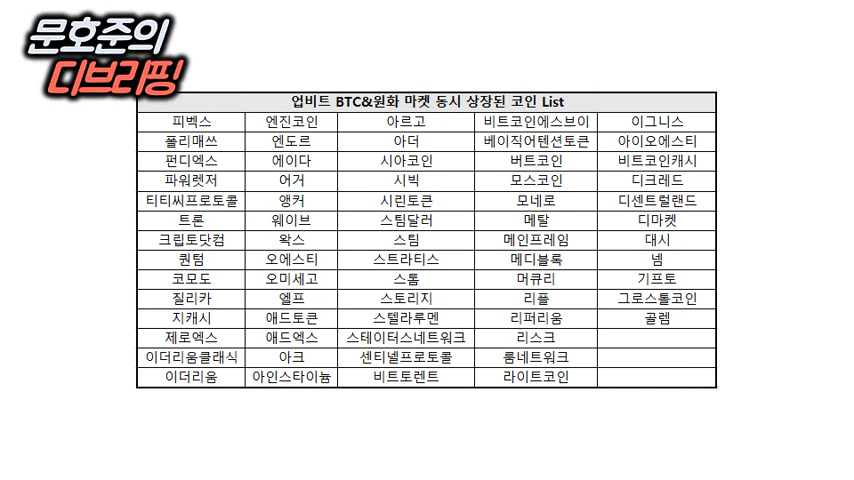 문호준의
디브리핑
업비트 BTC&원화 마켓 동시 상장된 코인 List
피벡스 엔진코인 아르고 비트코인에스브이 이그니스
폴리매쓰 엔도르 아더 베이직어텐션토큰 아이오에스티
펀디엑스 에이다 시아코인 버트코인 비트코인캐시
파워렛저 어거 시빅 모스코인 디크레드
티티씨프로토콜 앵커 시린토큰 모네로 디센트럴랜드
트론 웨이브 스팀달러 메탈 디마켓
크립토닷컴 왁스 스팀 메인프레임 대시
퀀텀 오에스티 스트라티스 메디블록 넴
코모도 오미세고 스톰 머큐리 기프토
질리카 엘프 스토리지 리플 그로스톨코인
지캐시 애드토큰 스텔라루멘 리퍼리움 골렘
제로엑스 애드엑스 스테이터스네트워크 리스크
이더리움클래식 아크 센티넬프로토콜 룸네트워크
이더리움 아인스타이늄 비트토렌트 라이트코인